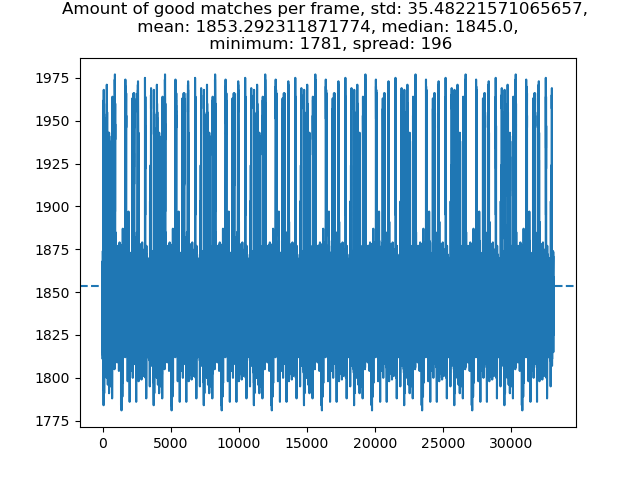 Amount of good matches per frame, std: 35.48221571065657,
mean: 1853.292311871774, median: 1845.0,
minimum: 1781, spread: 196
1975
1950
1925
1900
1875
1850
1825
1800
1775
0 5000 10000 15000 20000 25000 30000